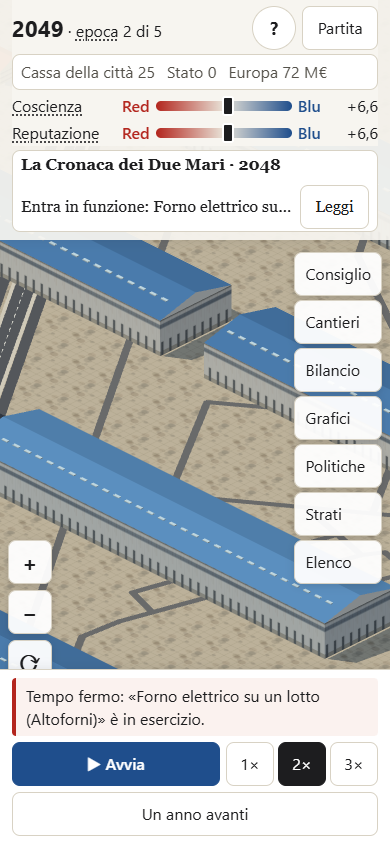 2049 · epoca 2 di 5
?
Partita
Cassa della città 25 Stato 0 Europa 72 M€
Coscienza Red Blu +6,6
Reputazione Red Blu +6,6
La Cronaca dei Due Mari · 2048
Entra in funzione: Forno elettrico su...
Leggi
Consiglio
Cantieri
Bilancio
Grafici
Politiche
Strati
Elenco
+
−
Tempo fermo: «Forno elettrico su un lotto
(Altoforni)» è in esercizio.
▶ Avvia
1×
2×
3×
Un anno avanti